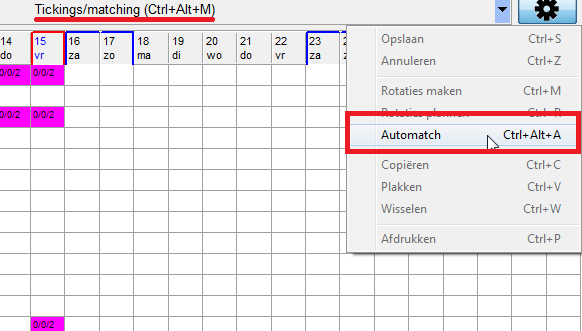 Tickings/matching (Ctrl+Alt+M)
14 15 16 17 18 19 20 21 22 23
do vr za zo ma di wo do vr za
0/0/2 0/0/2
0/0/2 0/0/2
0/0/2
Opslaan Ctrl+S
Annuleren Ctrl+Z
Rotaties maken Ctrl+M
Rotaties plannen Ctrl+R
Automatch Ctrl+Alt+A
Copiëren Ctrl+C
Plakken Ctrl+V
Wisselen Ctrl+W
Afdrukken Ctrl+P